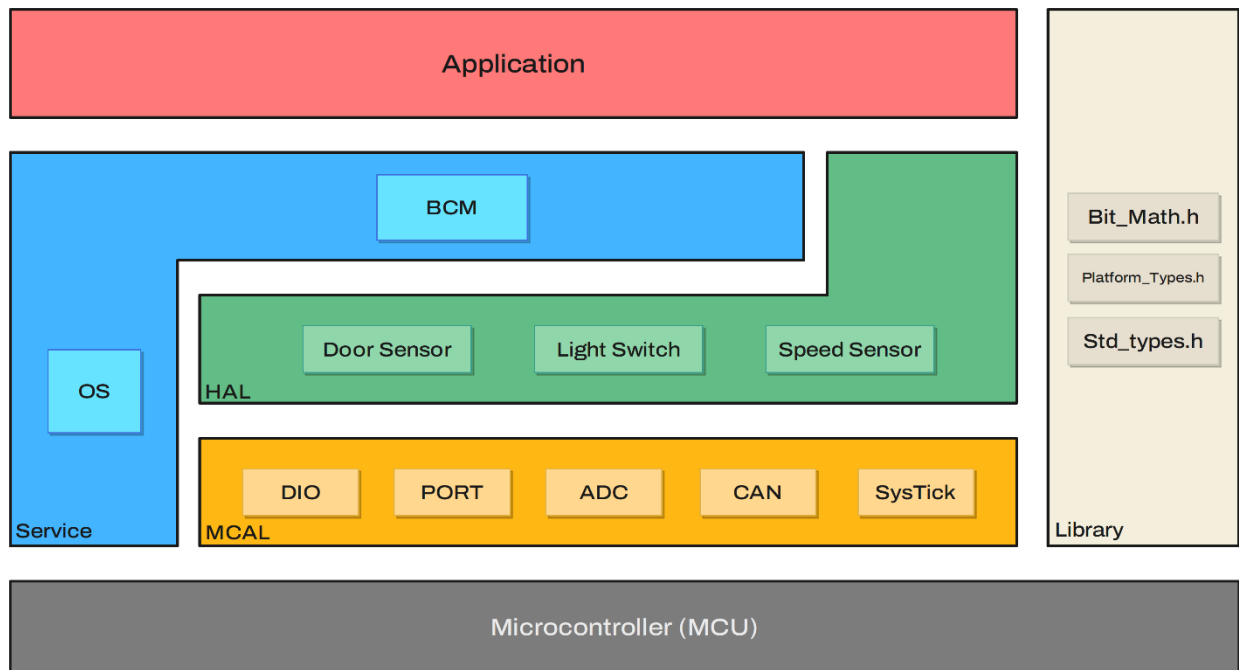 Application
BCM
OS
Service
Door Sensor
Light Switch
Speed Sensor
HAL
DIO
PORT
ADC
CAN
SysTick
MCAL
Bit_Math.h
Platform_Types.h
Std_types.h
Library
Microcontroller (MCU)